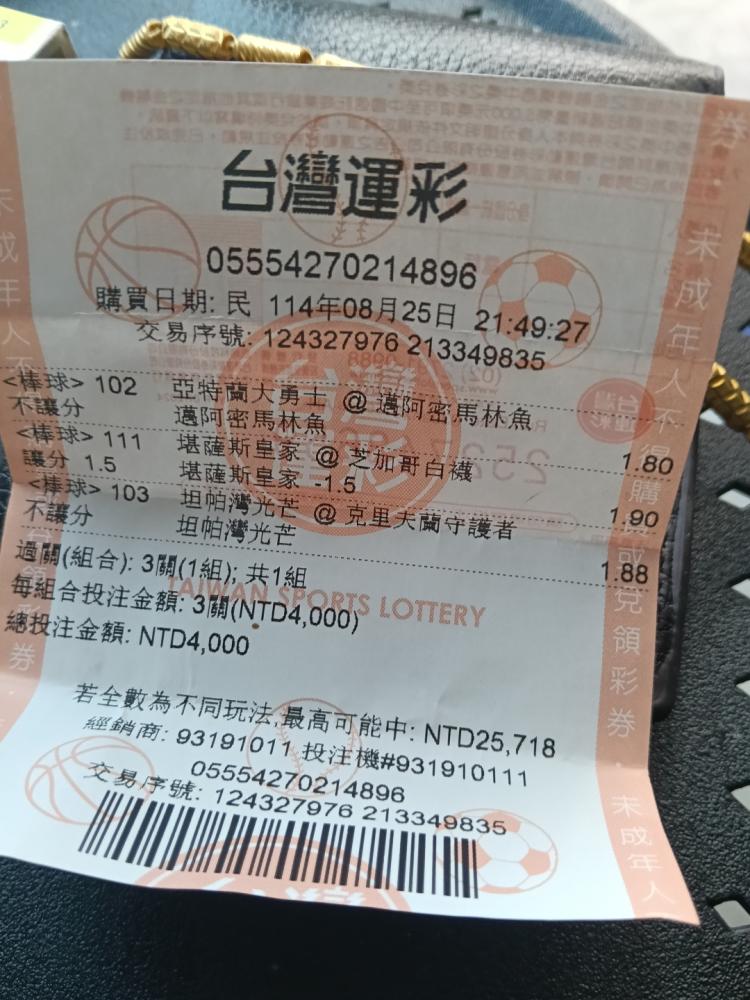 台灣運彩
05554270214896
購買日期: 民 114年08月25日 21:49:27
交易序號: 124327976 213349835
<棒球> 102 亞特蘭大勇士 @ 邁阿密馬林魚
不讓分 邁阿密馬林魚 1.80
<棒球> 111 堪薩斯皇家 @ 芝加哥白襪
讓分 1.5 堪薩斯皇家 -1.5 1.90
<棒球> 103 坦帕灣光芒 @ 克里夫蘭守護者
不讓分 坦帕灣光芒 1.88
過關(組合): 3關(1組); 共1組
每組合投注金額: 3關(NTD4,000)
TAIWAN SPORTS LOTTERY
總投注金額: NTD4,000
若全數為不同玩法,最高可能中: NTD25,718
經銷商: 93191011 投注機#931910111
05554270214896
交易序號: 124327976 213349835
未成年人不得購買或兌領彩券 · 未成年人